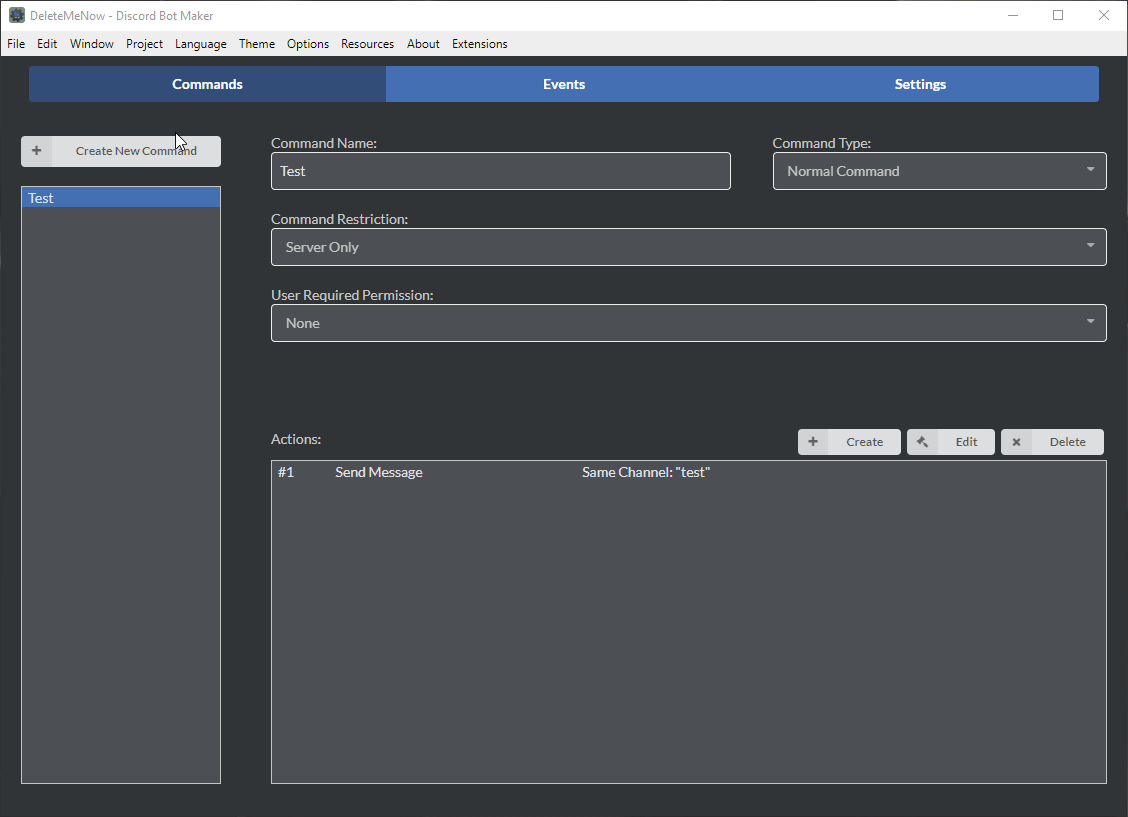 DeleteMeNow - Discord Bot Maker
File Edit Window Project Language Theme Options Resources About Extensions
Commands Events Settings
+ Create New Command
Test
Command Name:
Test
Command Type:
Normal Command
Command Restriction:
Server Only
User Required Permission:
None
Actions:
+ Create Edit Delete
#1 Send Message Same Channel: "test"